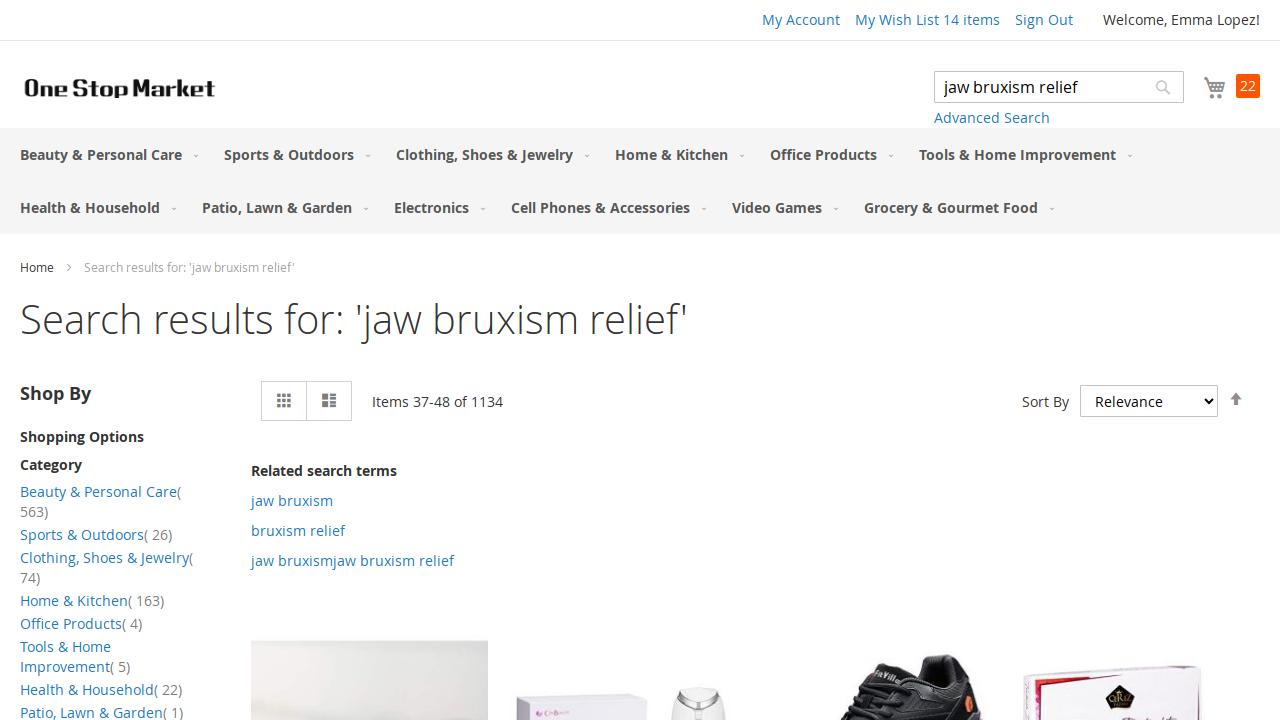 My Account My Wish List 14 items Sign Out Welcome, Emma Lopez!
One Stop Market
jaw bruxism relief
22
Advanced Search
Beauty & Personal Care Sports & Outdoors Clothing, Shoes & Jewelry Home & Kitchen Office Products Tools & Home Improvement
Health & Household Patio, Lawn & Garden Electronics Cell Phones & Accessories Video Games Grocery & Gourmet Food
Home Search results for: 'jaw bruxism relief'
Search results for: 'jaw bruxism relief'
Shop By
Items 37-48 of 1134
Sort By Relevance
Shopping Options
Category
Beauty & Personal Care( 563)
Sports & Outdoors( 26)
Clothing, Shoes & Jewelry( 74)
Home & Kitchen( 163)
Office Products( 4)
Tools & Home Improvement( 5)
Health & Household( 22)
Patio, Lawn & Garden( 1)
Related search terms
jaw bruxism
bruxism relief
jaw bruxismjaw bruxism relief
FitVille